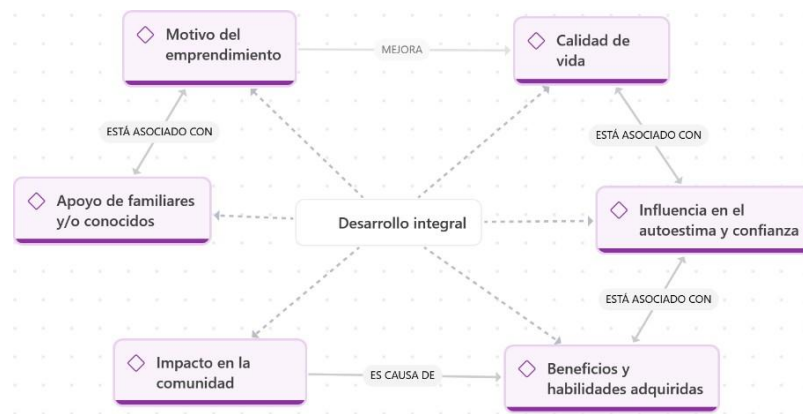 Motivo del
emprendimiento
MEJORA
Calidad de
vida
ESTÁ ASOCIADO CON
ESTÁ ASOCIADO CON
Apoyo de familiares
y/o conocidos
Desarrollo integral
Influencia en el
autoestima y confianza
ESTÁ ASOCIADO CON
Impacto en la
comunidad
ES CAUSA DE
Beneficios y
habilidades adquiridas